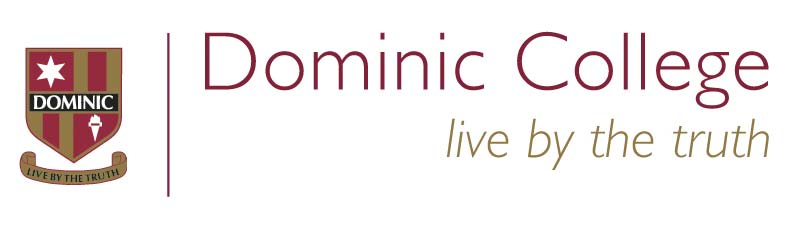 DOMINIC
LIVE BY THE TRUTH
Dominic College
live by the truth